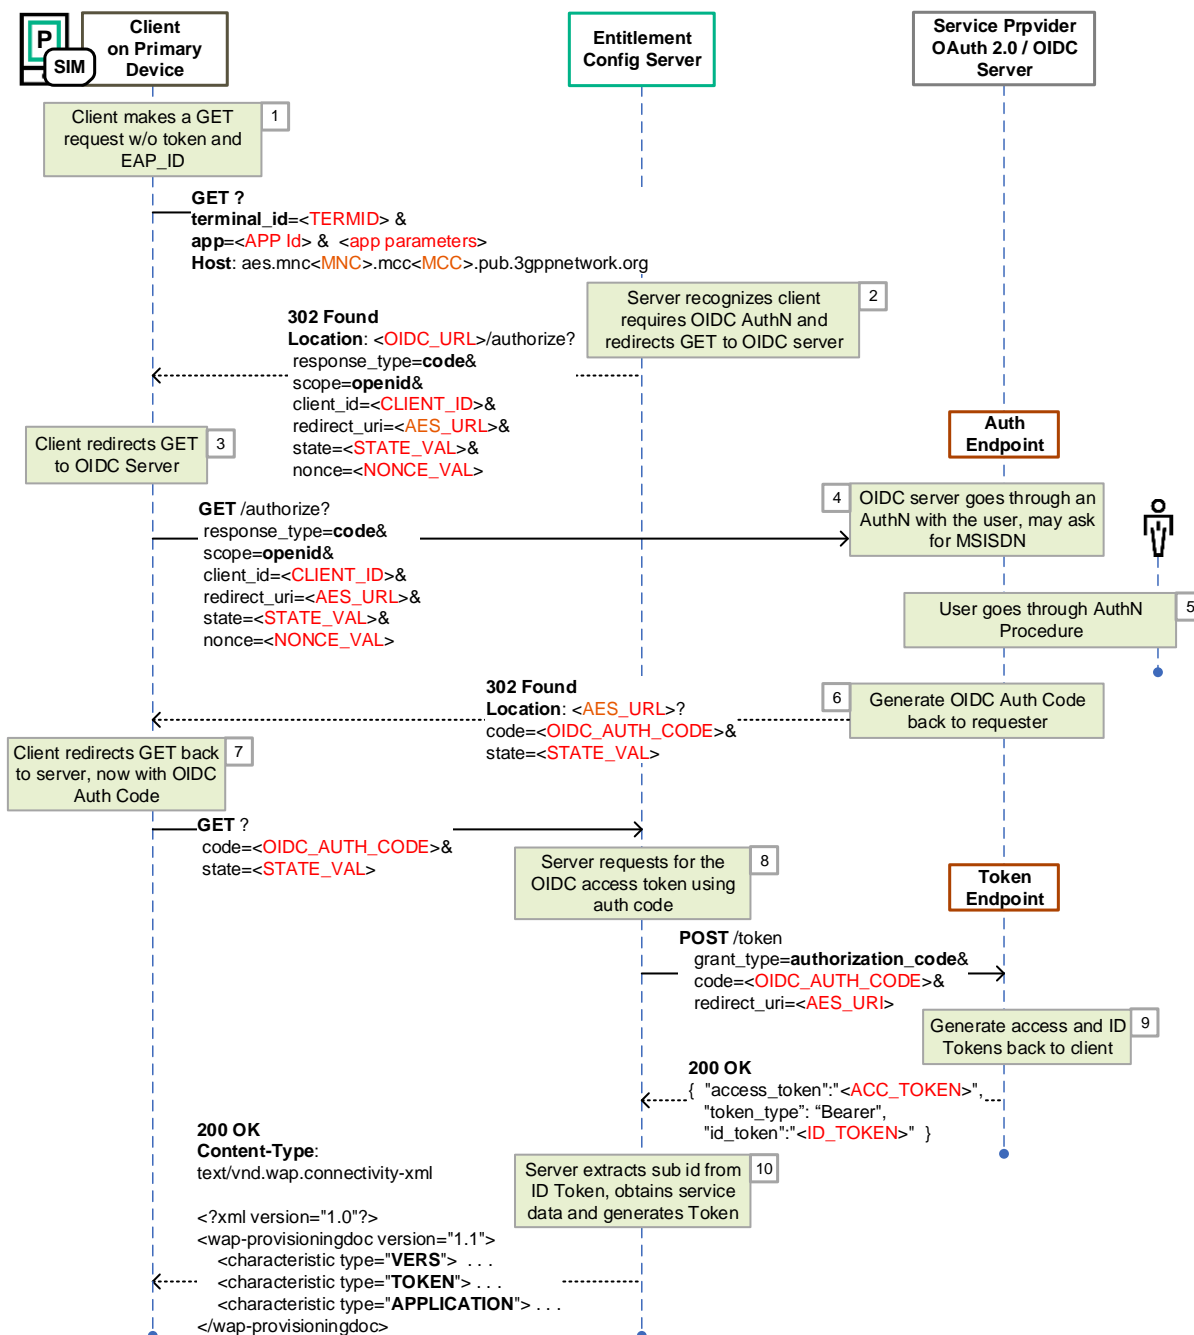 P
SIM
Client
on Primary
Device
Entitlement
Config Server
Service Prpvider
OAuth 2.0 / OIDC
Server
Client makes a GET
request w/o token and
EAP_ID
1
GET ?
terminal_id=<TERMID> &
app=<APP Id> & <app parameters>
Host: aes.mnc<MNC>.mcc<MCC>.pub.3gppnetwork.org
Server recognizes client
requires OIDC AuthN and
redirects GET to OIDC server
2
302 Found
Location: <OIDC_URL>/authorize?
response_type=code&
scope=openid&
client_id=<CLIENT_ID>&
redirect_uri=<AES_URL>&
state=<STATE_VAL>&
nonce=<NONCE_VAL>
Auth
Endpoint
Client redirects GET
to OIDC Server
3
GET /authorize?
response_type=code&
scope=openid&
client_id=<CLIENT_ID>&
redirect_uri=<AES_URL>&
state=<STATE_VAL>&
nonce=<NONCE_VAL>
4
OIDC server goes through an
AuthN with the user, may ask
for MSISDN
User goes through AuthN
Procedure
5
302 Found
Location: <AES_URL>?
code=<OIDC_AUTH_CODE>&
state=<STATE_VAL>
6
Generate OIDC Auth Code
back to requester
Client redirects GET back
to server, now with OIDC
Auth Code
7
GET ?
code=<OIDC_AUTH_CODE>&
state=<STATE_VAL>
Server requests for the
OIDC access token using
auth code
8
Token
Endpoint
POST /token
grant_type=authorization_code&
code=<OIDC_AUTH_CODE>&
redirect_uri=<AES_URI>
Generate access and ID
Tokens back to client
9
200 OK
{ "access_token":"<ACC_TOKEN>",
"token_type": “Bearer",
"id_token":"<ID_TOKEN>" }
Server extracts sub id from
ID Token, obtains service
data and generates Token
10
200 OK
Content-Type:
text/vnd.wap.connectivity-xml
<?xml version="1.0"?>
<wap-provisioningdoc version="1.1">
<characteristic type="VERS"> . . .
<characteristic type="TOKEN"> . . .
<characteristic type="APPLICATION"> . . .
</wap-provisioningdoc>